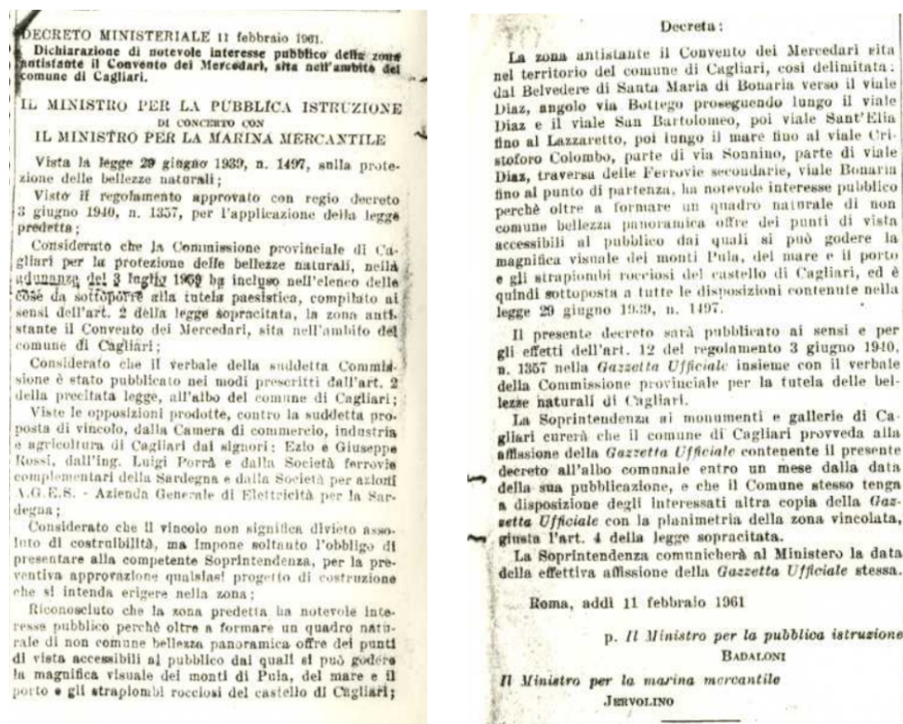 DECRETO MINISTERIALE 11 febbraio 1961.
Dichiarazione di notevole interesse pubblico della zona
antistante il Convento dei Mercedari, sita nell'ambito del
comune di Cagliari.
IL MINISTRO PER LA PUBBLICA ISTRUZIONE
DI CONCERTO CON
IL MINISTRO PER LA MARINA MERCANTILE
Vista la legge 29 giugno 1939, n. 1497, sulla prote-
zione delle bellezze naturali;
Visto il regolamento approvato con regio decreto
3 giugno 1940, n. 1357, per l'applicazione della legge
predetta;
Considerato che la Commissione provinciale di Ca-
gliari per la protezione delle bellezze naturali, nella
adunanza del 3 luglio 1959 ha incluso nell'elenco delle
cose da sottoporre alla tutela paesistica, compilato ai
sensi dell'art. 2 della legge sopracitata, la zona anti-
stante il Convento dei Mercedari, sita nell'ambito del
comune di Cagliari;
Considerato che il verbale della suddetta Commis-
sione è stato pubblicato nei modi prescritti dall'art. 2
della precitata legge, all'albo del comune di Cagliari;
Viste le opposizioni prodotte, contro la suddetta pro-
posta di vincolo, dalla Camera di commercio, industria
e agricoltura di Cagliari dai signori: Ezio e Giuseppe
Rossi, dall'ing. Luigi Porrà e dalla Società ferrovie
complementari della Sardegna e dalla Società per azioni
A.G.E.S. - Azienda Generale di Elettricità per la Sar-
degna;
Considerato che il vincolo non significa divieto asso-
luto di costruibilità, ma impone soltanto l'obbligo di
presentare alla competente Soprintendenza, per la pre-
ventiva approvazione qualsiasi progetto di costruzione
che si intenda erigere nella zona;
Riconosciuto che la zona predetta ha notevole inte-
resse pubblico perchè oltre a formare un quadro natu-
rale di non comune bellezza panoramica offre dei punti
di vista accessibili al pubblico dai quali si può godere
la magnifica visuale dei monti di Pula, del mare e il
porto e gli strapiombi rocciosi del castello di Cagliari;
Decreta:
La zona antistante il Convento dei Mercedari sita
nel territorio del comune di Cagliari, così delimitata:
dal Belvedere di Santa Maria di Bonaria verso il viale
Diaz, angolo via Bottego proseguendo lungo il viale
Diaz e il viale San Bartolomeo, poi viale Sant'Elia
fino al Lazzaretto, poi lungo il mare fino al viale Cri-
stoforo Colombo, parte di via Sonnino, parte di viale
Diaz, traversa delle Ferrovie secondarie, viale Bonaria
fino al punto di partenza, ha notevole interesse pubblico
perchè oltre a formare un quadro naturale di non
comune bellezza panoramica offre dei punti di vista
accessibili al pubblico dai quali si può godere la
magnifica visuale dei monti Pula, del mare e il porto
e gli strapiombi rocciosi del castello di Cagliari, ed è
quindi sottoposta a tutte le disposizioni contenute nella
legge 29 giugno 1939, n. 1497.
Il presente decreto sarà pubblicato ai sensi e per
gli effetti dell'art. 12 del regolamento 3 giugno 1940,
n. 1357 nella Gazzetta Ufficiale insieme con il verbale
della Commissione provinciale per la tutela delle bel-
lezze naturali di Cagliari.
La Soprintendenza ai monumenti e gallerie di Ca-
gliari curerà che il comune di Cagliari provveda alla
affissione della Gazzetta Ufficiale contenente il presente
decreto all'albo comunale entro un mese dalla data
della sua pubblicazione, e che il Comune stesso tenga
a disposizione degli interessati altra copia della Gaz-
zetta Ufficiale con la planimetria della zona vincolata,
giusta l'art. 4 della legge sopracitata.
La Soprintendenza comunicherà al Ministero la data
della effettiva affissione della Gazzetta Ufficiale stessa.
Roma, addì 11 febbraio 1961
p. Il Ministro per la pubblica istruzione
BADALONI
Il Ministro per la marina mercantile
JERVOLINO